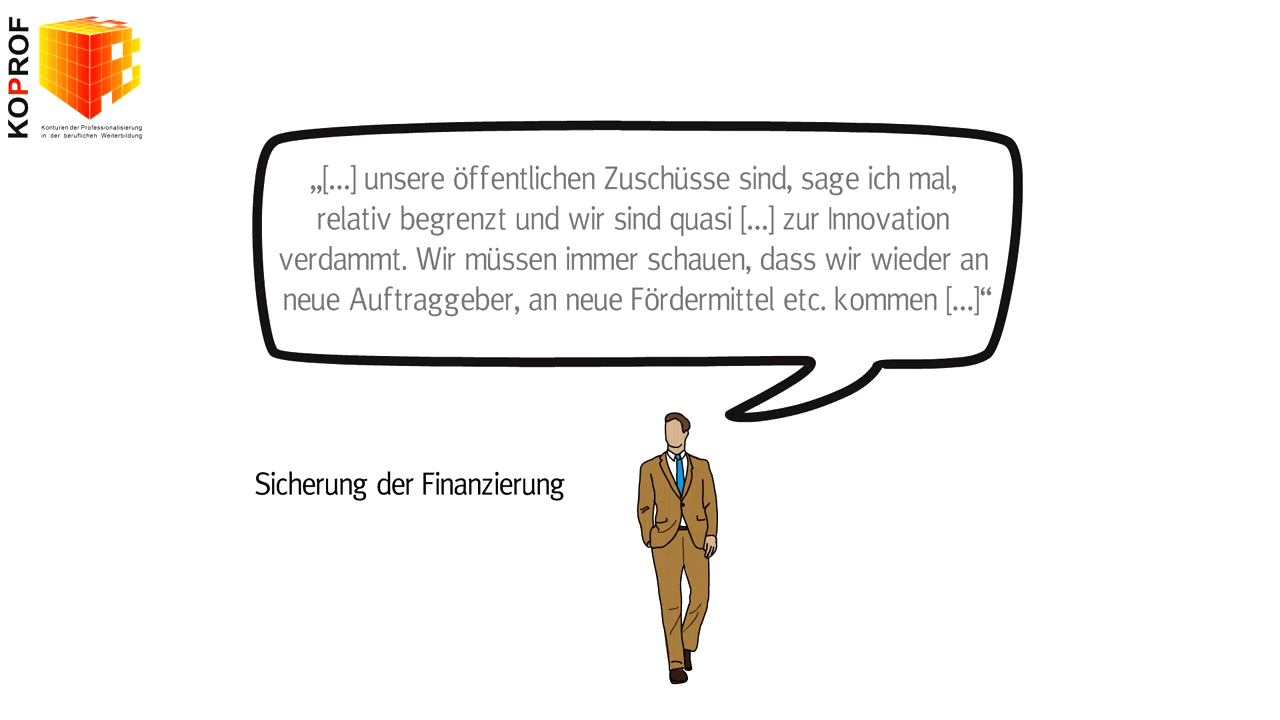 KOPROF
Konturen der Professionalisierung
in der beruflichen Weiterbildung
„[...] unsere öffentlichen Zuschüsse sind, sage ich mal,
relativ begrenzt und wir sind quasi [...] zur Innovation
verdammt. Wir müssen immer schauen, dass wir wieder an
neue Auftraggeber, an neue Fördermittel etc. kommen [...]“
Sicherung der Finanzierung